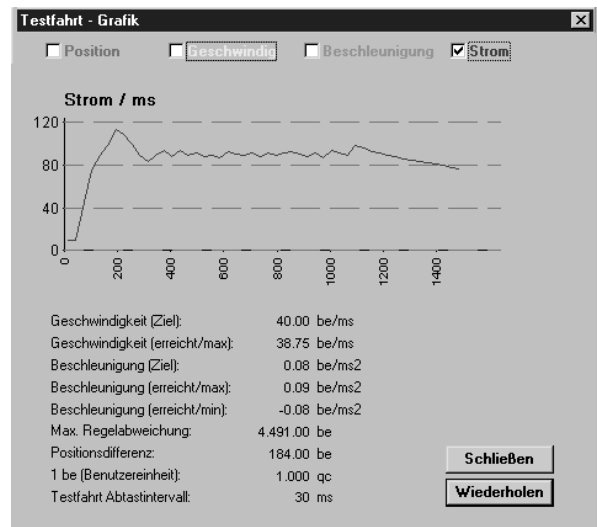 Testfahrt - Grafik
Position Geschwindig Beschleunigung Strom
Strom / ms
120
80
40
0
0 200 400 600 800 1000 1200 1400
Geschwindigkeit (Ziel): 40.00 be/ms
Geschwindigkeit (erreicht/max): 38.75 be/ms
Beschleunigung (Ziel): 0.08 be/ms2
Beschleunigung (erreicht/max): 0.09 be/ms2
Beschleunigung (erreicht/min): -0.08 be/ms2
Max. Regelabweichung: 4.491.00 be
Positionsdifferenz: 184.00 be
1 be (Benutzereinheit): 1.000 qc
Testfahrt Abtastintervall: 30 ms
Schließen
Wiederholen